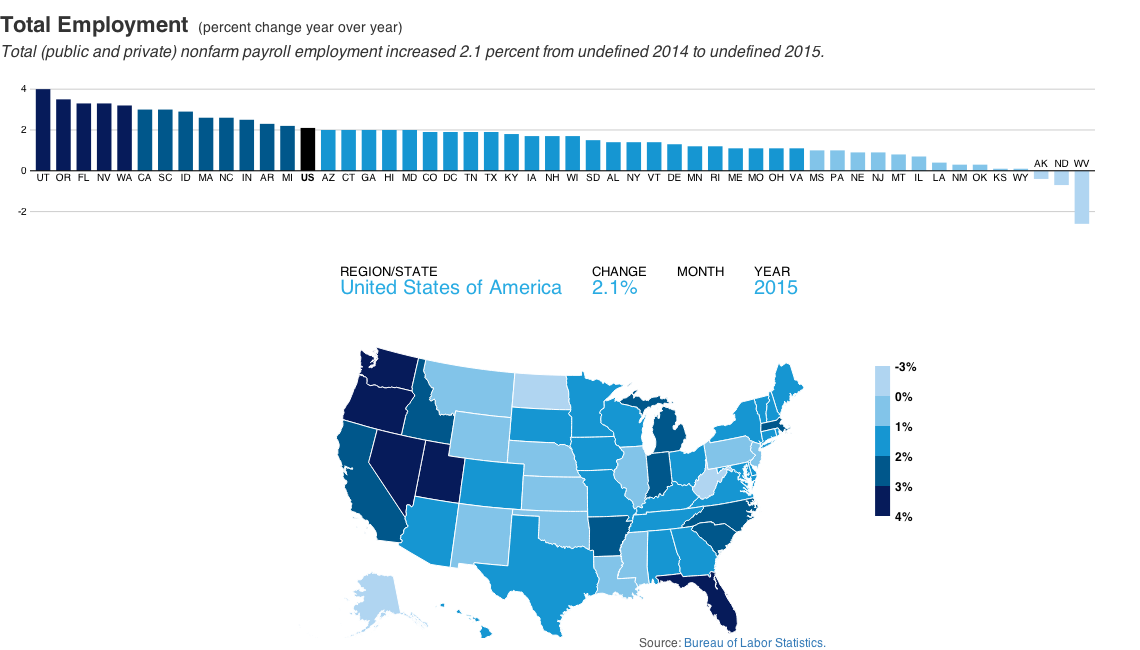 Total Employment (percent change year over year)
Total (public and private) nonfarm payroll employment increased 2.1 percent from undefined 2014 to undefined 2015.
4
2
0
-2
UT OR FL NV WA CA SC ID MA NC IN AR MI US AZ CT GA HI MD CO DC TN TX KY IA NH WI SD AL NY VT DE MN RI ME MO OH VA MS PA NE NJ MT IL LA NM OK KS WY AK ND WV
REGION/STATE CHANGE MONTH YEAR
United States of America 2.1% 2015
-3%
0%
1%
2%
3%
4%
Source: Bureau of Labor Statistics.